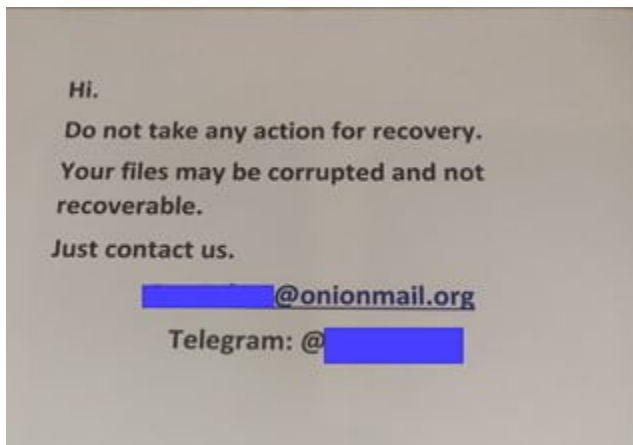 Hi.
Do not take any action for recovery.
Your files may be corrupted and not
recoverable.
Just contact us.
@onionmail.org
Telegram: @